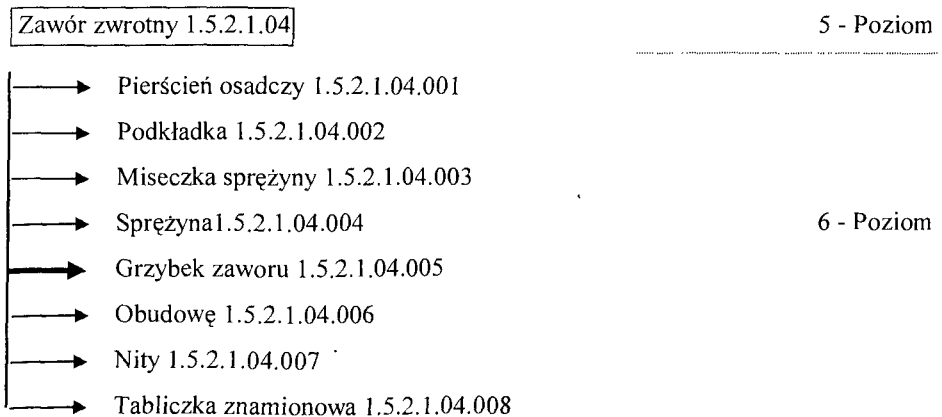 Zawór zwrotny 1.5.2.1.04 5 - Poziom
Pierścień osadczy 1.5.2.1.04.001
Podkładka 1.5.2.1.04.002
Miseczka sprężyny 1.5.2.1.04.003
Sprężyna1.5.2.1.04.004 6 - Poziom
Grzybek zaworu 1.5.2.1.04.005
Obudowę 1.5.2.1.04.006
Nity 1.5.2.1.04.007
Tabliczka znamionowa 1.5.2.1.04.008